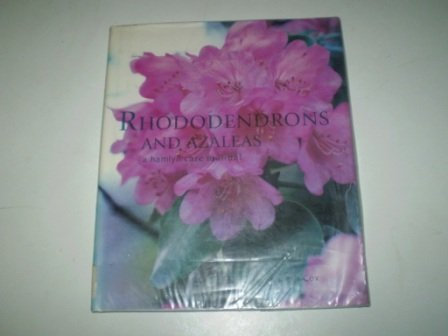 RHODODENDRONS
AND AZALEAS
a hamlyn care manual